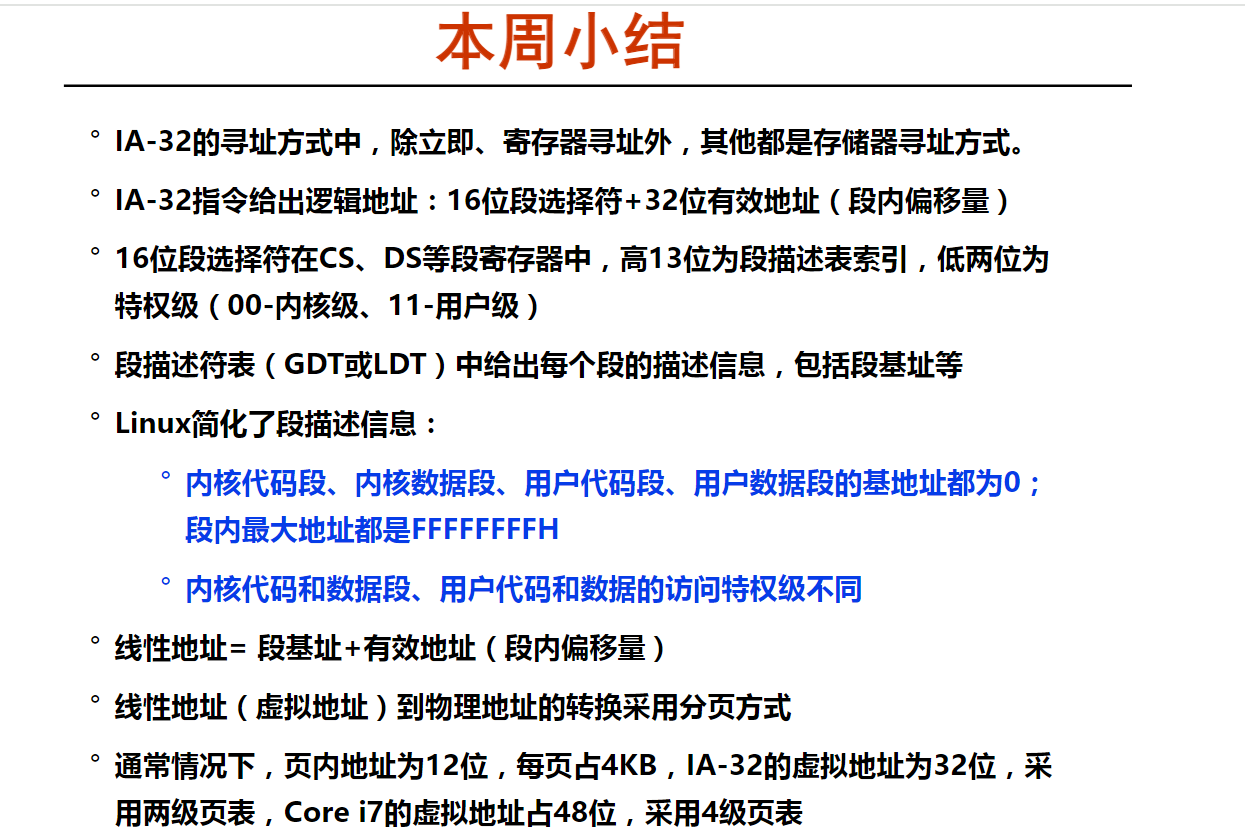 本周小结
° IA-32的寻址方式中，除立即、寄存器寻址外，其他都是存储器寻址方式。
° IA-32指令给出逻辑地址：16位段选择符+32位有效地址（段内偏移量）
° 16位段选择符在CS、DS等段寄存器中，高13位为段描述表索引，低两位为
特权级（00-内核级、11-用户级）
° 段描述符表（GDT或LDT）中给出每个段的描述信息，包括段基址等
° Linux简化了段描述信息：
° 内核代码段、内核数据段、用户代码段、用户数据段的基地址都为0；
段内最大地址都是FFFFFFFFH
° 内核代码和数据段、用户代码和数据的访问特权级不同
° 线性地址= 段基址+有效地址（段内偏移量）
° 线性地址（虚拟地址）到物理地址的转换采用分页方式
° 通常情况下，页内地址为12位，每页占4KB，IA-32的虚拟地址为32位，采
用两级页表，Core i7的虚拟地址占48位，采用4级页表